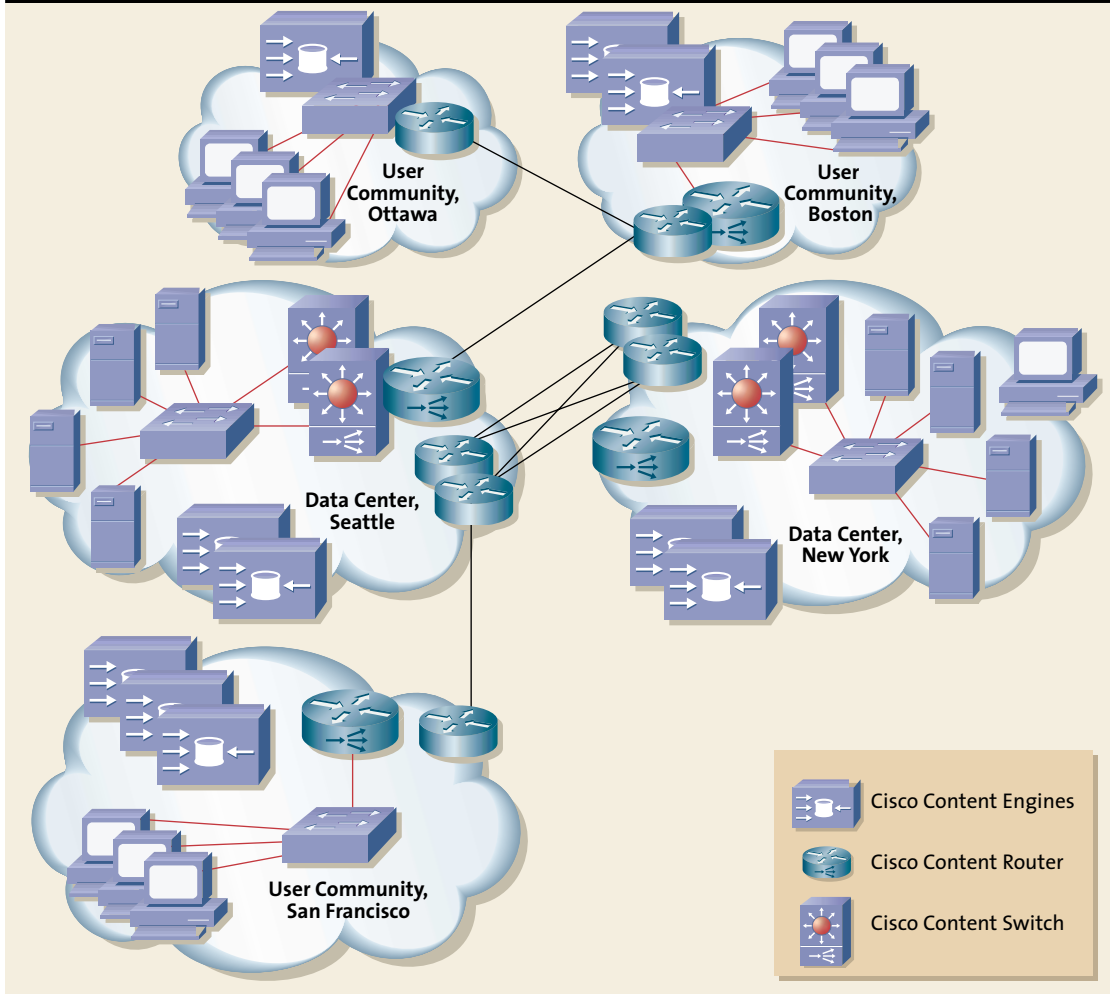 User
Community,
Ottawa
User
Community,
Boston
Data Center,
Seattle
Data Center,
New York
User Community,
San Francisco
Cisco Content Engines
Cisco Content Router
Cisco Content Switch